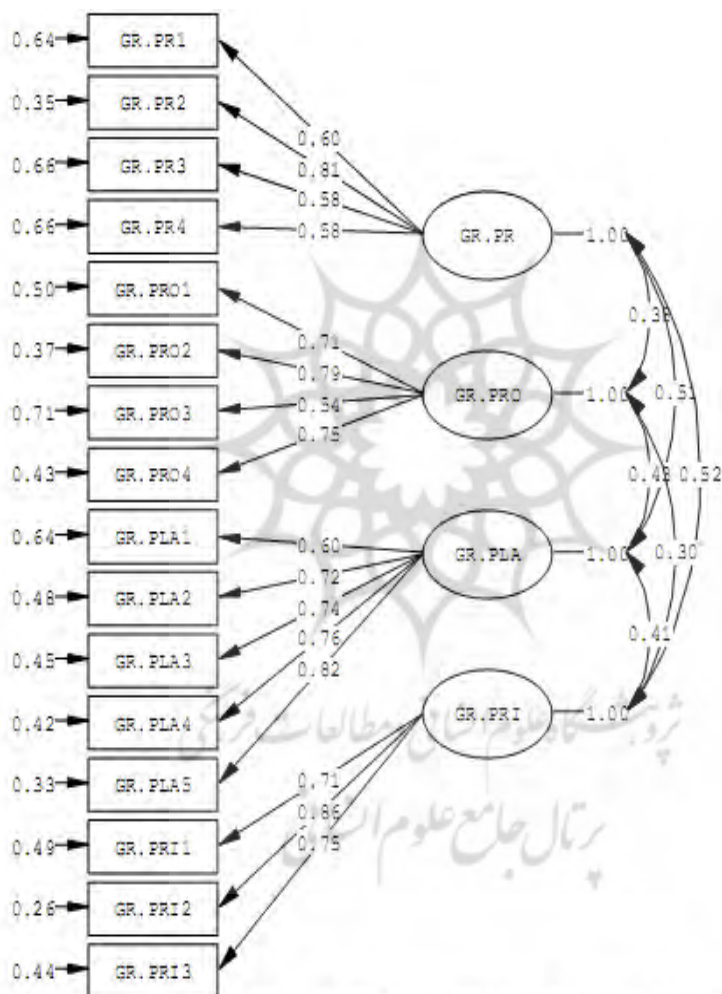 0.64 GR.PR1
0.35 GR.PR2
0.66 GR.PR3
0.66 GR.PR4
0.50 GR.PRO1
0.37 GR.PRO2
0.71 GR.PRO3
0.43 GR.PRO4
0.64 GR.PLA1
0.48 GR.PLA2
0.45 GR.PLA3
0.42 GR.PLA4
0.33 GR.PLA5
0.49 GR.PRI1
0.26 GR.PRI2
0.44 GR.PRI3
0.60
0.81
0.58
0.58
0.71
0.79
0.54
0.75
0.60
0.72
0.74
0.76
0.82
0.71
0.86
0.75
GR.PR 1.00
GR.PRO 1.00
GR.PLA 1.00
GR.PRI 1.00
0.52
0.30
0.41
پژوهشگاه علوم انسانی و مطالعات فرهنگی
پرتال جامع علوم انسانی